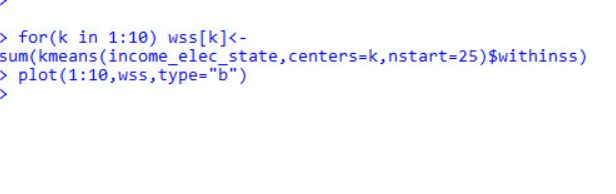 >
> for(k in 1:10) wss[k]<-
sum(kmeans(income_elec_state,centers=k,nstart=25)$withinss)
> plot(1:10,wss,type="b")
>